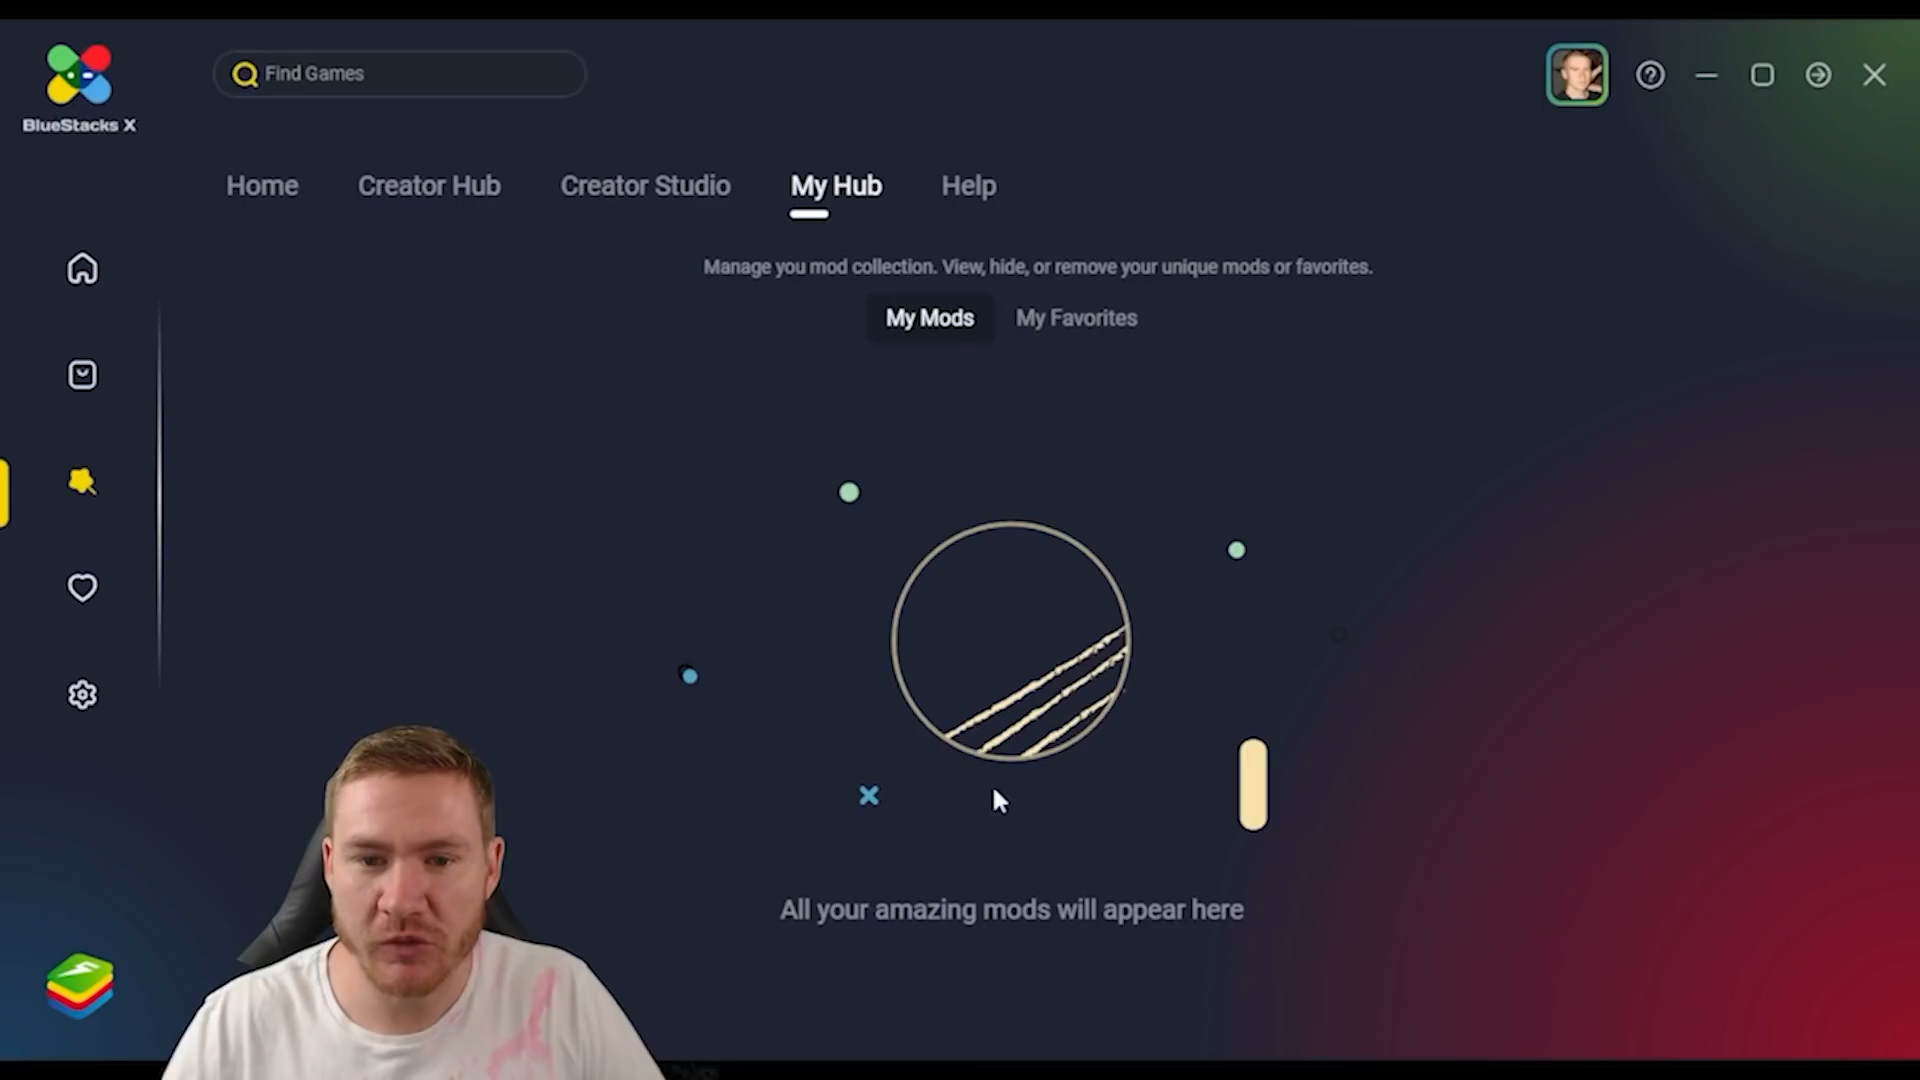 BlueStacks X
Find Games
Home
Creator Hub
Creator Studio
My Hub
Help
Manage you mod collection. View, hide, or remove your unique mods or favorites.
My Mods
My Favorites
All your amazing mods will appear here